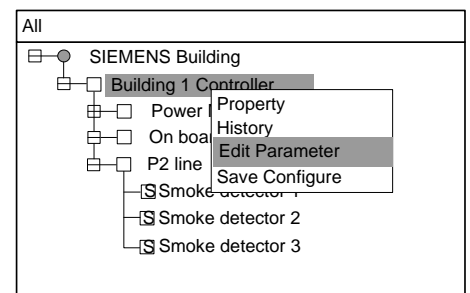 All
SIEMENS Building
Building 1 Controller
Power
Property
History
On boa
Edit Parameter
P2 line
Save Configure
S Smoke detector 1
S Smoke detector 2
S Smoke detector 3